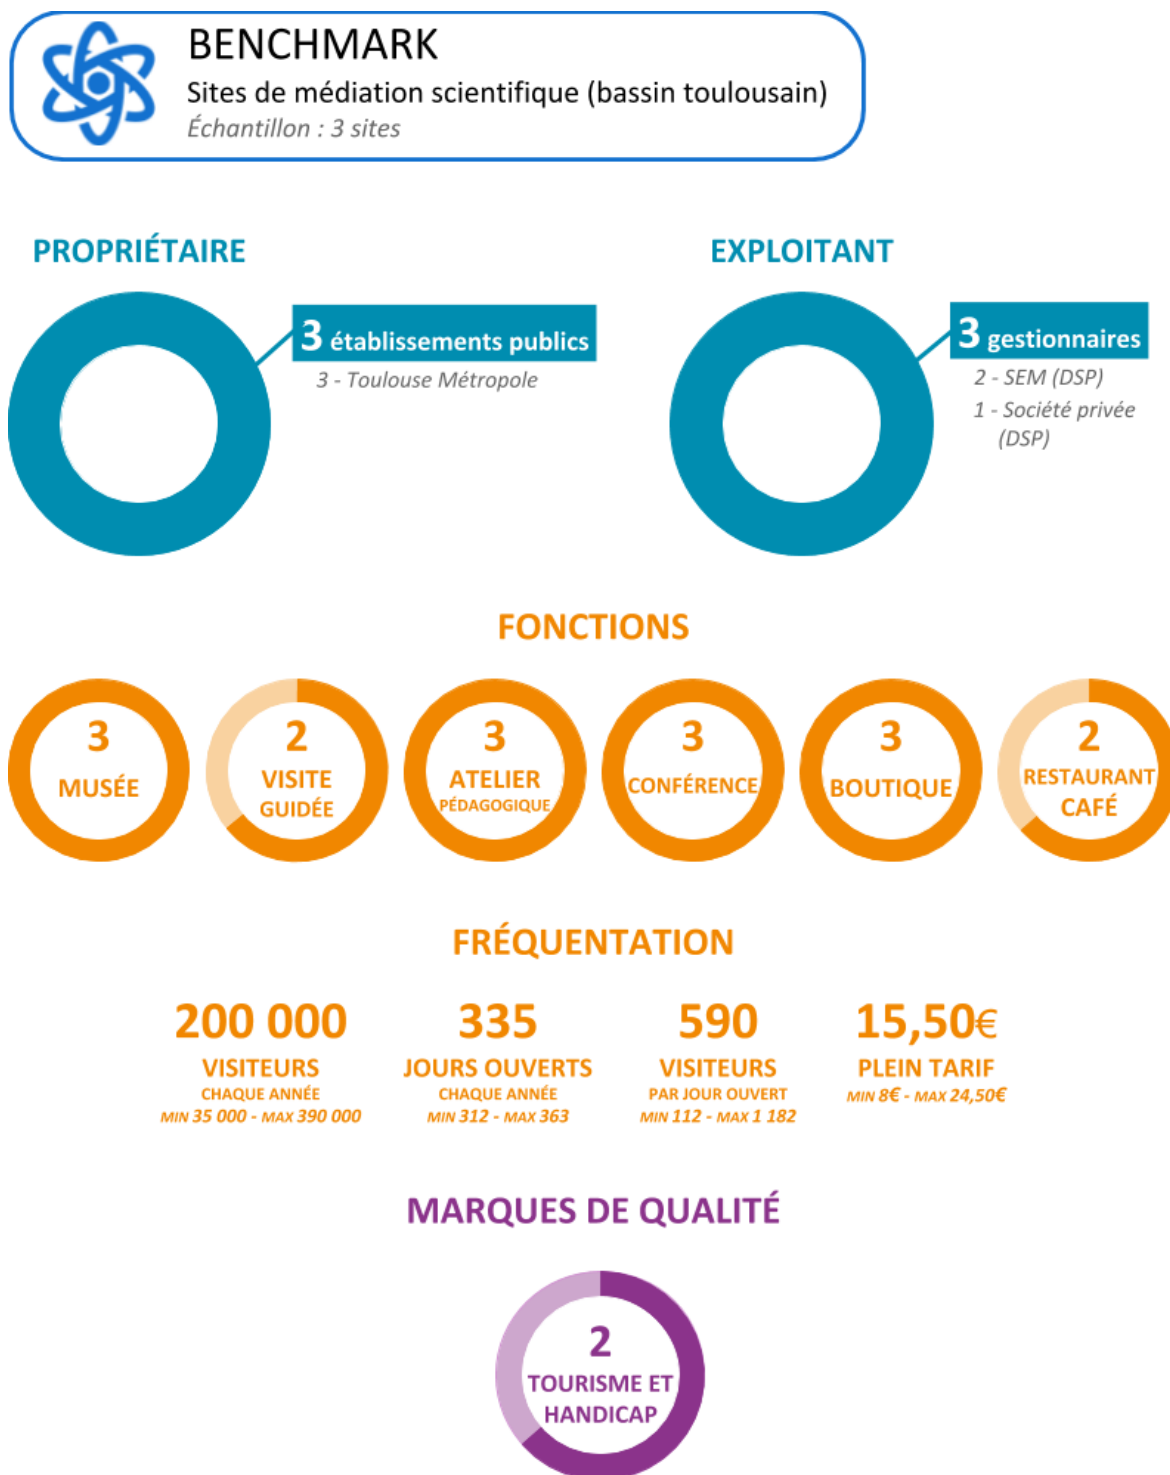 BENCHMARK
Sites de médiation scientifique (bassin toulousain)
Échantillon : 3 sites
PROPRIÉTAIRE
3 établissements publics
3 - Toulouse Métropole
EXPLOITANT
3 gestionnaires
2 - SEM (DSP)
1 - Société privée
(DSP)
FONCTIONS
3
MUSÉE
2
VISITE
GUIDÉE
3
ATELIER
PÉDAGOGIQUE
3
CONFÉRENCE
3
BOUTIQUE
2
RESTAURANT
CAFÉ
FRÉQUENTATION
200 000
VISITEURS
CHAQUE ANNÉE
MIN 35 000 - MAX 390 000
335
JOURS OUVERTS
CHAQUE ANNÉE
MIN 312 - MAX 363
590
VISITEURS
PAR JOUR OUVERT
MIN 112 - MAX 1 182
15,50€
PLEIN TARIF
MIN 8€ - MAX 24,50€
MARQUES DE QUALITÉ
2
TOURISME ET
HANDICAP